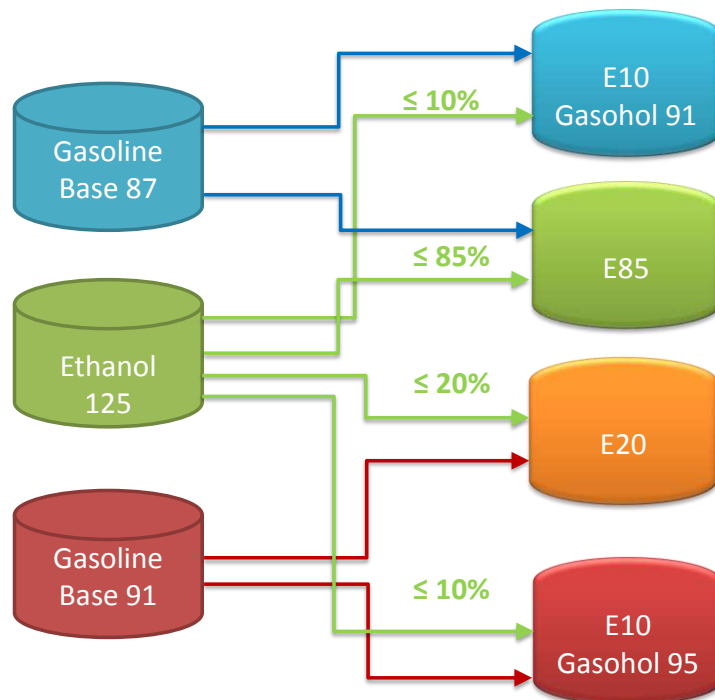 E10
Gasohol 91
≤ 10%
Gasoline
Base 87
≤ 85%
E85
Ethanol
125
≤ 20%
E20
Gasoline
Base 91
≤ 10%
E10
Gasohol 95